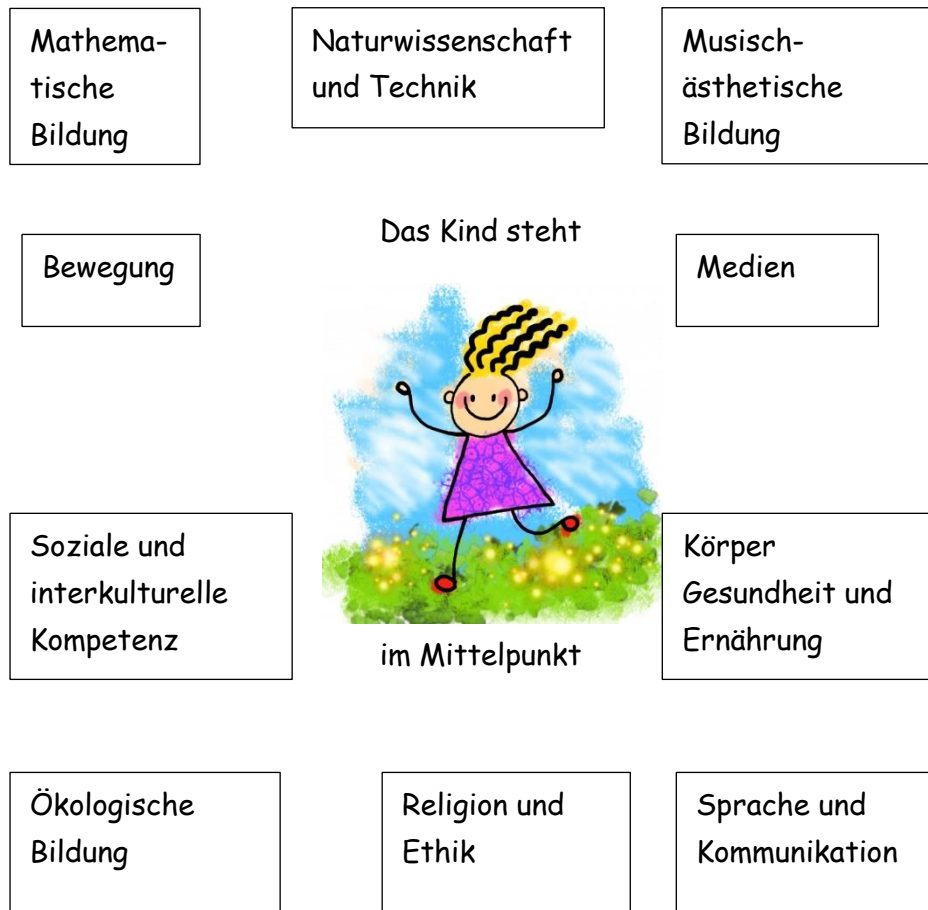 Mathema-
tische
Bildung
Naturwissenschaft
und Technik
Musisch-
ästhetische
Bildung
Das Kind steht
Bewegung
Medien
Soziale und
interkulturelle
Kompetenz
Körper
Gesundheit und
Ernährung
im Mittelpunkt
Ökologische
Bildung
Religion und
Ethik
Sprache und
Kommunikation